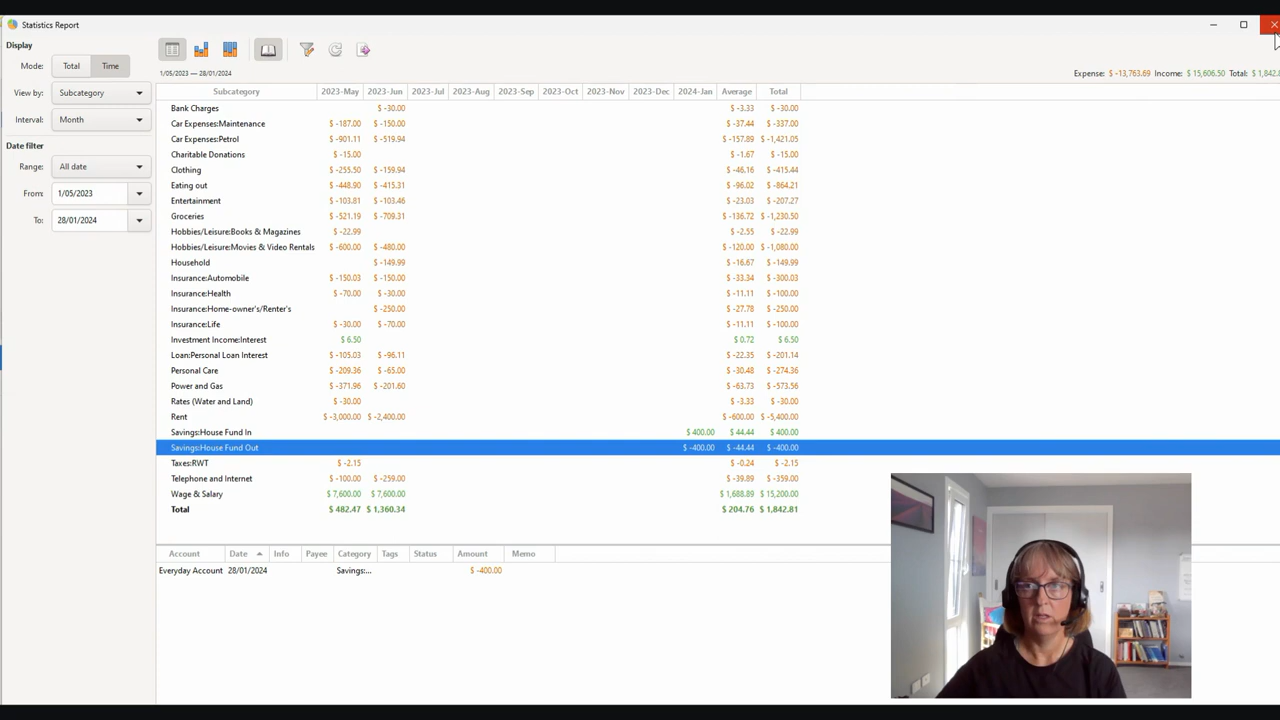 Statistics Report
Display
Mode: Total Time
View by: Subcategory
Interval: Month
Date filter
Range: All date
From: 1/05/2023
To: 28/01/2024
1/05/2023 — 28/01/2024 Expense: $ -13,763.69 Income: $ 15,606.50 Total: $ 1,842.8
Subcategory 2023-May 2023-Jun 2023-Jul 2023-Aug 2023-Sep 2023-Oct 2023-Nov 2023-Dec 2024-Jan Average Total
Bank Charges $ -30.00 $ -3.33 $ -30.00
Car Expenses:Maintenance $ -187.00 $ -150.00 $ -37.44 $ -337.00
Car Expenses:Petrol $ -901.11 $ -519.94 $ -157.89 $ -1,421.05
Charitable Donations $ -15.00 $ -1.67 $ -15.00
Clothing $ -255.50 $ -159.94 $ -46.16 $ -415.44
Eating out $ -448.90 $ -415.31 $ -96.02 $ -864.21
Entertainment $ -103.81 $ -103.46 $ -23.03 $ -207.27
Groceries $ -521.19 $ -709.31 $ -136.72 $ -1,230.50
Hobbies/Leisure:Books & Magazines $ -22.99 $ -2.55 $ -22.99
Hobbies/Leisure:Movies & Video Rentals $ -600.00 $ -480.00 $ -120.00 $ -1,080.00
Household $ -149.99 $ -16.67 $ -149.99
Insurance:Automobile $ -150.03 $ -150.00 $ -33.34 $ -300.03
Insurance:Health $ -70.00 $ -30.00 $ -11.11 $ -100.00
Insurance:Home-owner's/Renter's $ -250.00 $ -27.78 $ -250.00
Insurance:Life $ -30.00 $ -70.00 $ -11.11 $ -100.00
Investment Income:Interest $ 6.50 $ 0.72 $ 6.50
Loan:Personal Loan Interest $ -105.03 $ -96.11 $ -22.35 $ -201.14
Personal Care $ -209.36 $ -65.00 $ -30.48 $ -274.36
Power and Gas $ -371.96 $ -201.60 $ -63.73 $ -573.56
Rates (Water and Land) $ -30.00 $ -3.33 $ -30.00
Rent $ -3,000.00 $ -2,400.00 $ -600.00 $ -5,400.00
Savings:House Fund In $ 400.00 $ 44.44 $ 400.00
Savings:House Fund Out $ -400.00 $ -44.44 $ -400.00
Taxes:RWT $ -2.15 $ -0.24 $ -2.15
Telephone and Internet $ -100.00 $ -259.00 $ -39.89 $ -359.00
Wage & Salary $ 7,600.00 $ 7,600.00 $ 1,688.89 $ 15,200.00
Total $ 482.47 $ 1,360.34 $ 204.76 $ 1,842.81
Account Date Info Payee Category Tags Status Amount Memo
Everyday Account 28/01/2024 Savings:... $ -400.00